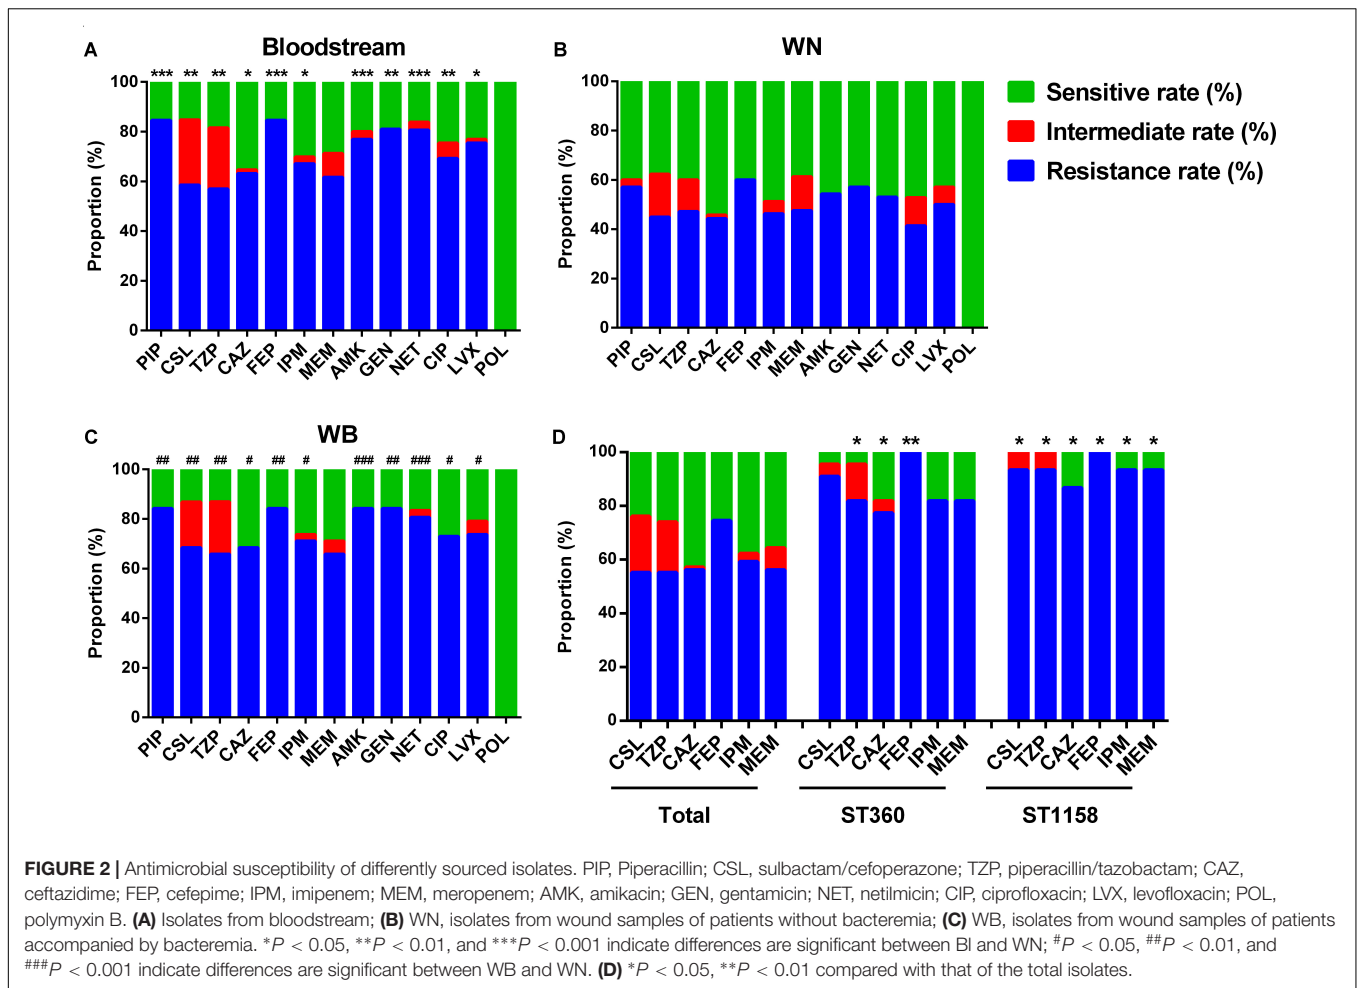 A
Bloodstream
*** ** ** * *** * *** ** *** ** *
Proportion (%)
100
80
60
40
20
0
PIP CSL TZP CAZ FEP IPM MEM AMK GEN NET CIP LVX POL
B
WN
Proportion (%)
100
80
60
40
20
0
PIP CSL TZP CAZ FEP IPM MEM AMK GEN NET CIP LVX POL
Sensitive rate (%)
Intermediate rate (%)
Resistance rate (%)
C
WB
## ## ## # ## # ### ## ### # #
Proportion (%)
100
80
60
40
20
0
PIP CSL TZP CAZ FEP IPM MEM AMK GEN NET CIP LVX POL
D
* * ** * * * * * *
Proportion (%)
100
80
60
40
20
0
CSL TZP CAZ FEP IPM MEM CSL TZP CAZ FEP IPM MEM CSL TZP CAZ FEP IPM MEM
Total ST360 ST1158
FIGURE 2 | Antimicrobial susceptibility of differently sourced isolates. PIP, Piperacillin; CSL, sulbactam/cefoperazone; TZP, piperacillin/tazobactam; CAZ,
ceftazidime; FEP, cefepime; IPM, imipenem; MEM, meropenem; AMK, amikacin; GEN, gentamicin; NET, netilmicin; CIP, ciprofloxacin; LVX, levofloxacin; POL,
polymyxin B. (A) Isolates from bloodstream; (B) WN, isolates from wound samples of patients without bacteremia; (C) WB, isolates from wound samples of patients
accompanied by bacteremia. *P < 0.05, **P < 0.01, and ***P < 0.001 indicate differences are significant between BI and WN; #P < 0.05, ##P < 0.01, and
###P < 0.001 indicate differences are significant between WB and WN. (D) *P < 0.05, **P < 0.01 compared with that of the total isolates.